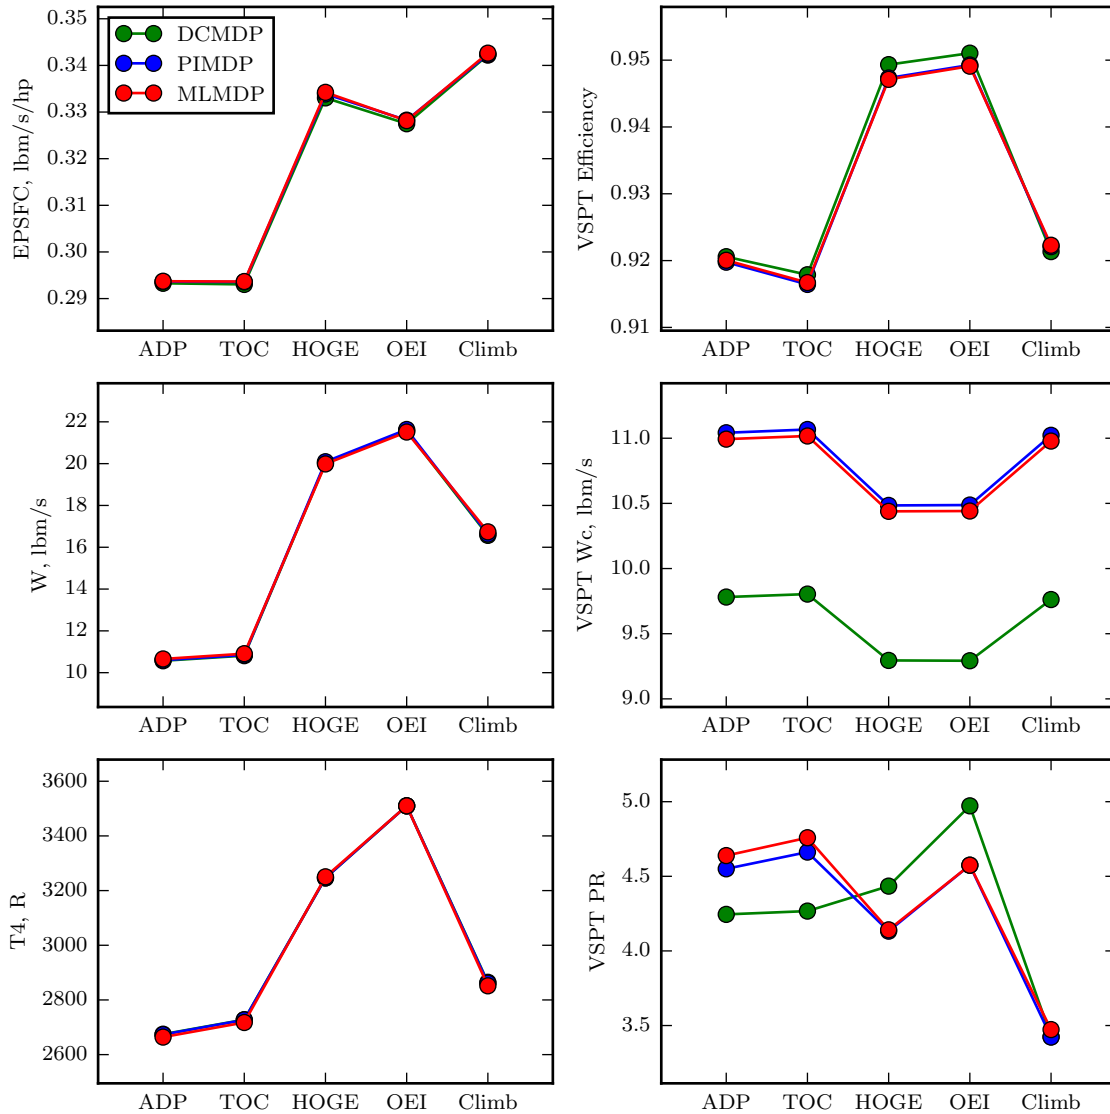 EPSFC, lbm/s/hp
0.35
0.34
0.33
0.32
0.31
0.30
0.29
DCMDP
PIMDP
MLMDP
ADP TOC HOGE OEI Climb
VSPT Efficiency
0.95
0.94
0.93
0.92
0.91
ADP TOC HOGE OEI Climb
W, lbm/s
22
20
18
16
14
12
10
ADP TOC HOGE OEI Climb
VSPT Wc, lbm/s
11.0
10.5
10.0
9.5
9.0
ADP TOC HOGE OEI Climb
T4, R
3600
3400
3200
3000
2800
2600
ADP TOC HOGE OEI Climb
VSPT PR
5.0
4.5
4.0
3.5
ADP TOC HOGE OEI Climb